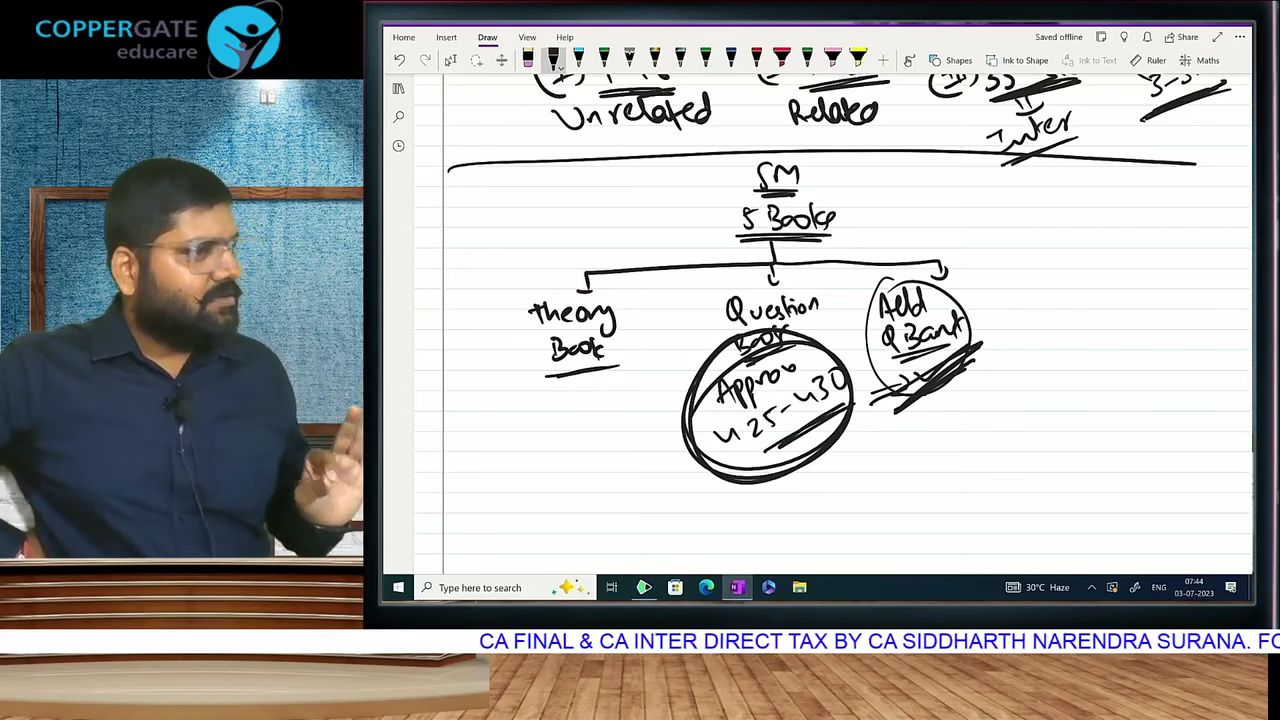 COPPERGATE
educare
Home Insert Draw View Help
Saved offline
Share
Shapes
Ink to Shape
Ink to Text
Ruler
Maths
Unrelated
Related
Inter
SM
5 Books
Theory
Book
Question
Book
Approx
425-430
Add
Q Bank
Type here to search
30°C Haze
ENG
07:44
03-07-2023
CA FINAL & CA INTER DIRECT TAX BY CA SIDDHARTH NARENDRA SURANA. FO